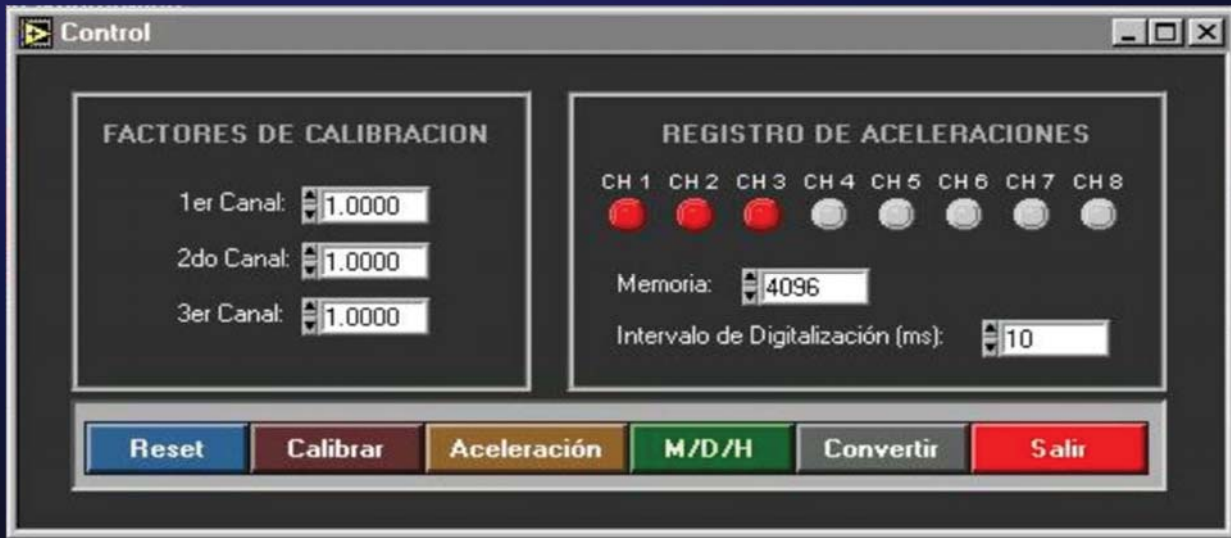 Control
FACTORES DE CALIBRACION
1er Canal: 1.0000
2do Canal: 1.0000
3er Canal: 1.0000
REGISTRO DE ACELERACIONES
CH 1 CH 2 CH 3 CH 4 CH 5 CH 6 CH 7 CH 8
Memoria: 4096
Intervalo de Digitalización (ms): 10
Reset Calibrar Aceleración M/D/H Convertir Salir